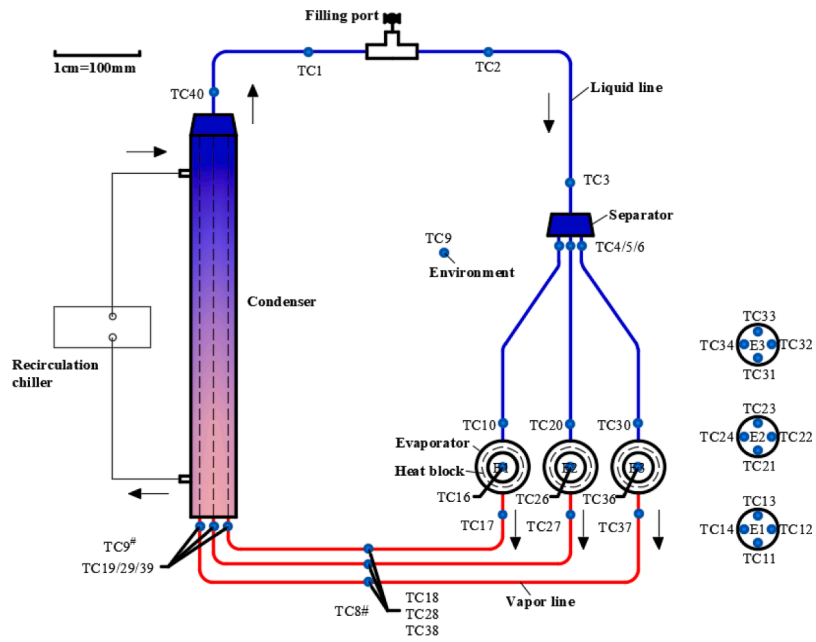 Filling port
1cm=100mm
TC1
TC2
TC40
Liquid line
TC3
Separator
TC4/5/6
TC9
Environment
Condenser
Recirculation
chiller
TC33
TC34
E3
TC32
TC31
TC10
TC20
TC30
TC23
TC24
E2
TC22
TC21
Evaporator
Heat block
E1
E2
E3
TC16
TC26
TC36
TC17
TC27
TC37
TC13
TC14
E1
TC12
TC11
TC9#
TC19/29/39
TC8#
TC18
TC28
TC38
Vapor line